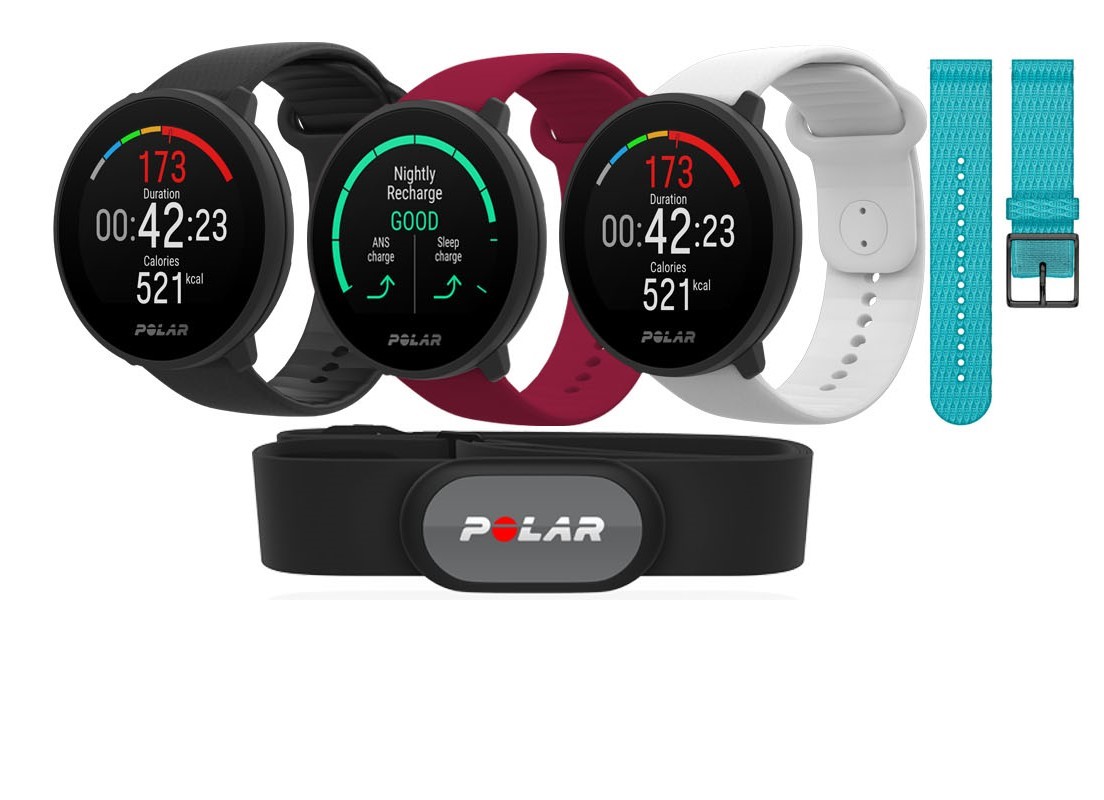 173
Duration
00:42:23
Calories
521 kcal
POLAR
Nightly
Recharge
GOOD
ANS
charge
Sleep
charge
POLAR
173
Duration
00:42:23
Calories
521 kcal
POLAR
POLAR